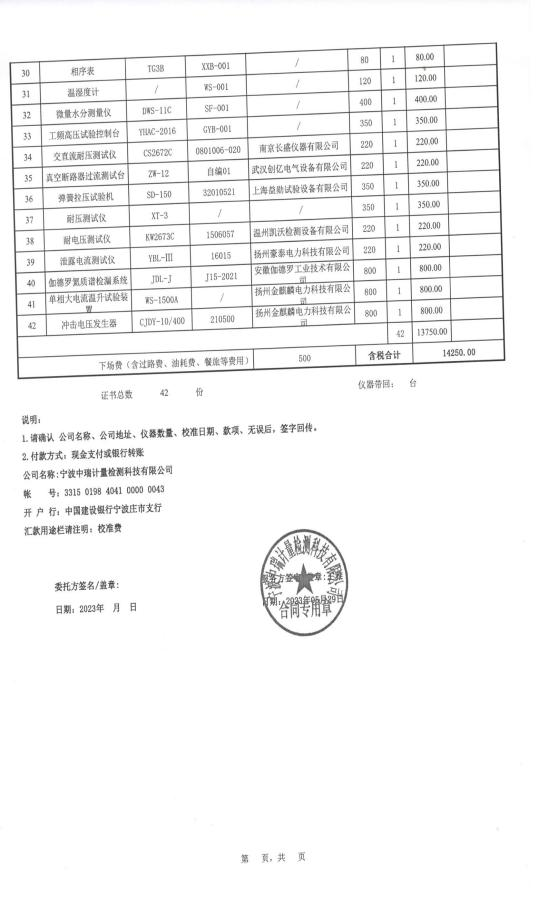 30 相序表 TG3B XXB-001 / 80 1 80.00
31 温湿度计 / WS-001 / 120 1 120.00
32 微量水分测量仪 DWS-11C SF-001 / 400 1 400.00
33 工频高压试验控制台 YHAC-2016 GYB-001 / 350 1 350.00
34 交直流耐压测试仪 CS2672C 0801006-020 南京长盛仪器有限公司 220 1 220.00
35 真空断路器过流测试台 ZW-12 自编01 武汉创亿电气设备有限公司 220 1 220.00
36 弹簧拉压试验机 SD-150 32010521 上海益勋试验设备有限公司 350 1 350.00
37 耐压测试仪 XT-3 / / 350 1 350.00
38 耐电压测试仪 KW2673C 1506057 温州凯沃检测设备有限公司 220 1 220.00
39 泄露电流测试仪 YBL-III 16015 扬州豪泰电力科技有限公司 220 1 220.00
40 伽德罗氦质谱检漏系统 JDL-J J15-2021 安徽伽德罗工业技术有限公司 800 1 800.00
41 单相大电流温升试验装置 WS-1500A / 扬州金麒麟电力科技有限公司 800 1 800.00
42 冲击电压发生器 CJDY-10/400 210500 扬州金麒麟电力科技有限公司 800 1 800.00
42 13750.00
下场费（含过路费、油耗费、餐旅等费用） 500 含税合计 14250.00
证书总数 42 份 仪器带回： 台
说明：
1.请确认 公司名称、公司地址、仪器数量、校准日期、款项、无误后，签字回传。
2.付款方式：现金支付或银行转账
公司名称:宁波中瑞计量检测科技有限公司
帐 号：3315 0198 4041 0000 0043
开 户 行：中国建设银行宁波庄市支行
汇款用途栏请注明：校准费
宁波中瑞计量检测科技有限公司
委托方签名/盖章：
日期：2023年 月 日
日期：2023年05月29日
合同专用章
第 页,共 页